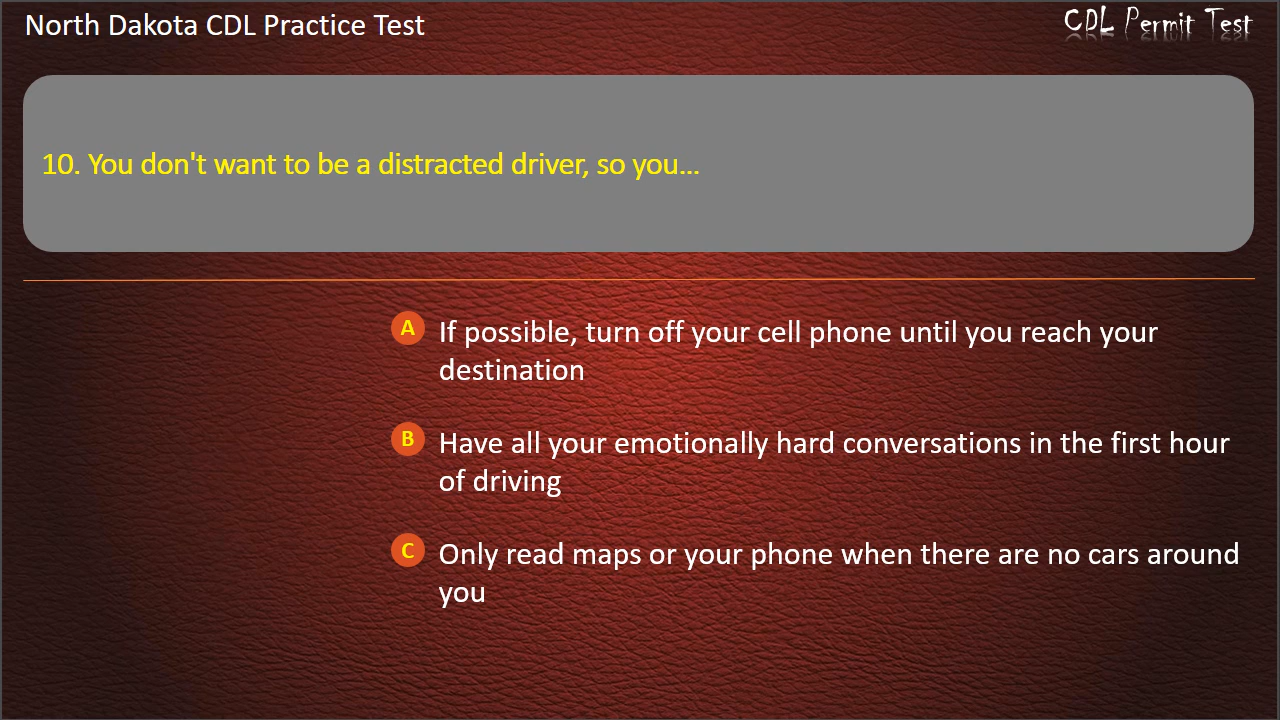 North Dakota CDL Practice Test
CDL Permit Test
10. You don't want to be a distracted driver, so you...
A If possible, turn off your cell phone until you reach your
destination
B Have all your emotionally hard conversations in the first hour
of driving
C Only read maps or your phone when there are no cars around
you